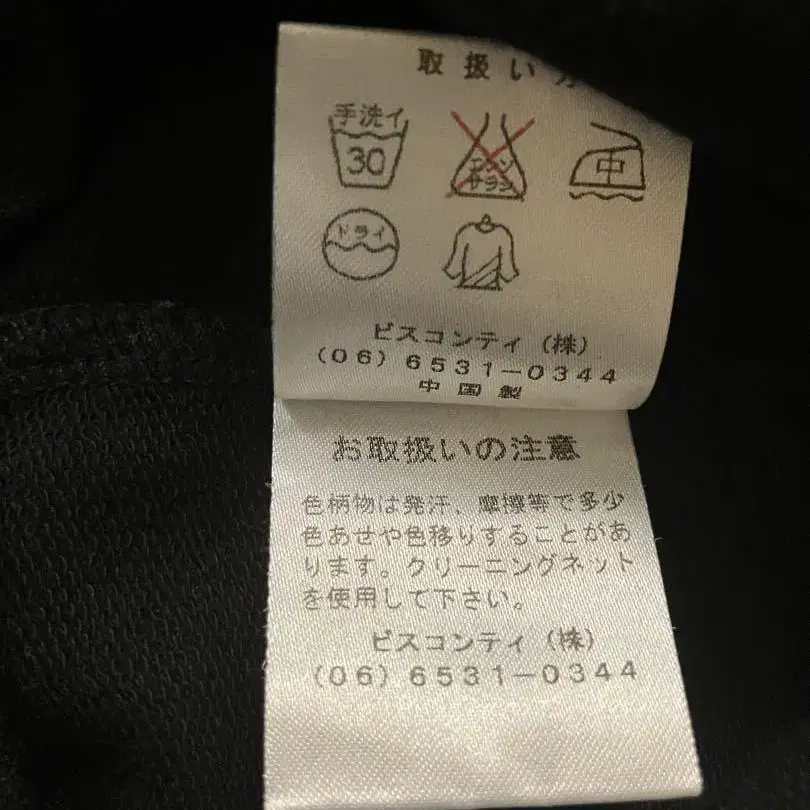 取扱い方
手洗イ
30
エンソ
サラシ
中
ドライ
ビスコンティ(株)
(06)6531-0344
中国製
お取扱いの注意
色柄物は発汗、摩擦等で多少
色あせや色移りすることがあ
ります。クリーニングネット
を使用して下さい。
ビスコンティ(株)
(06)6531-0344